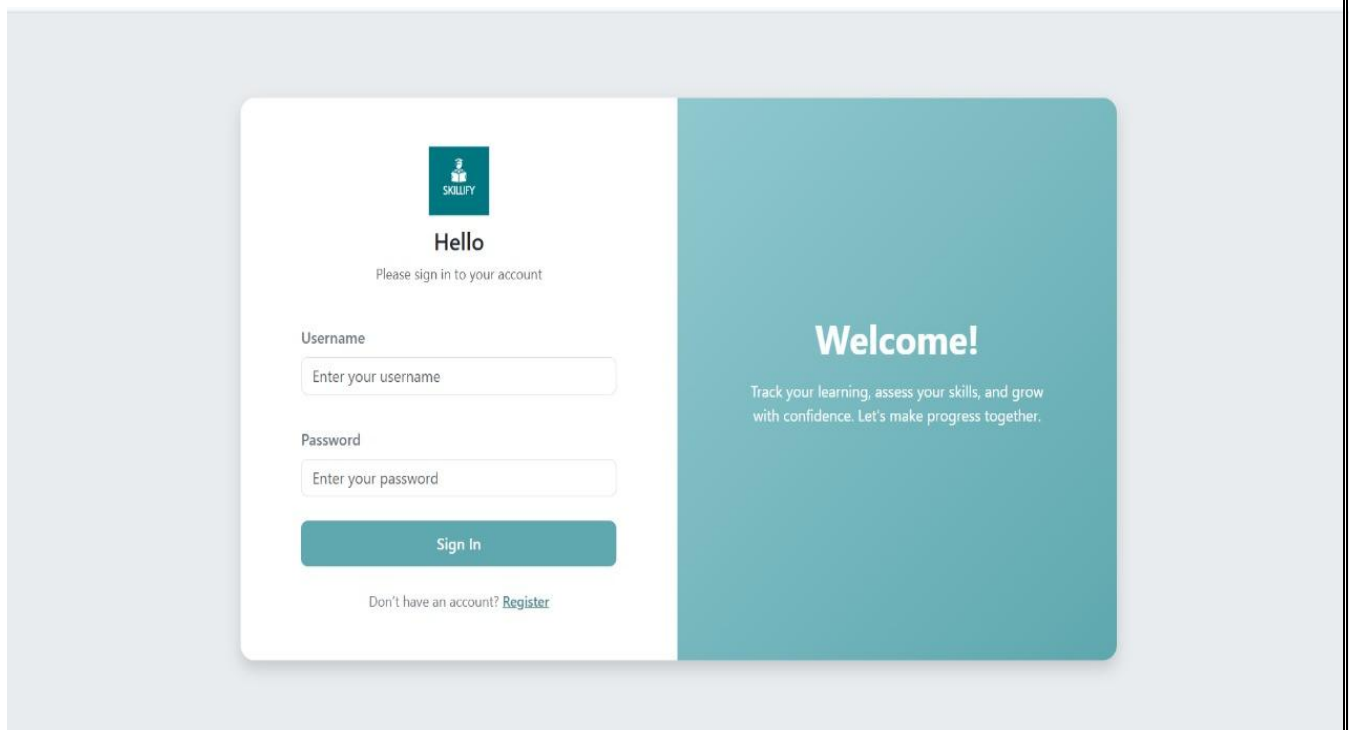 SKILLIFY
Hello
Please sign in to your account
Username
Enter your username
Password
Enter your password
Sign In
Don't have an account? Register
Welcome!
Track your learning, assess your skills, and grow
with confidence. Let's make progress together.